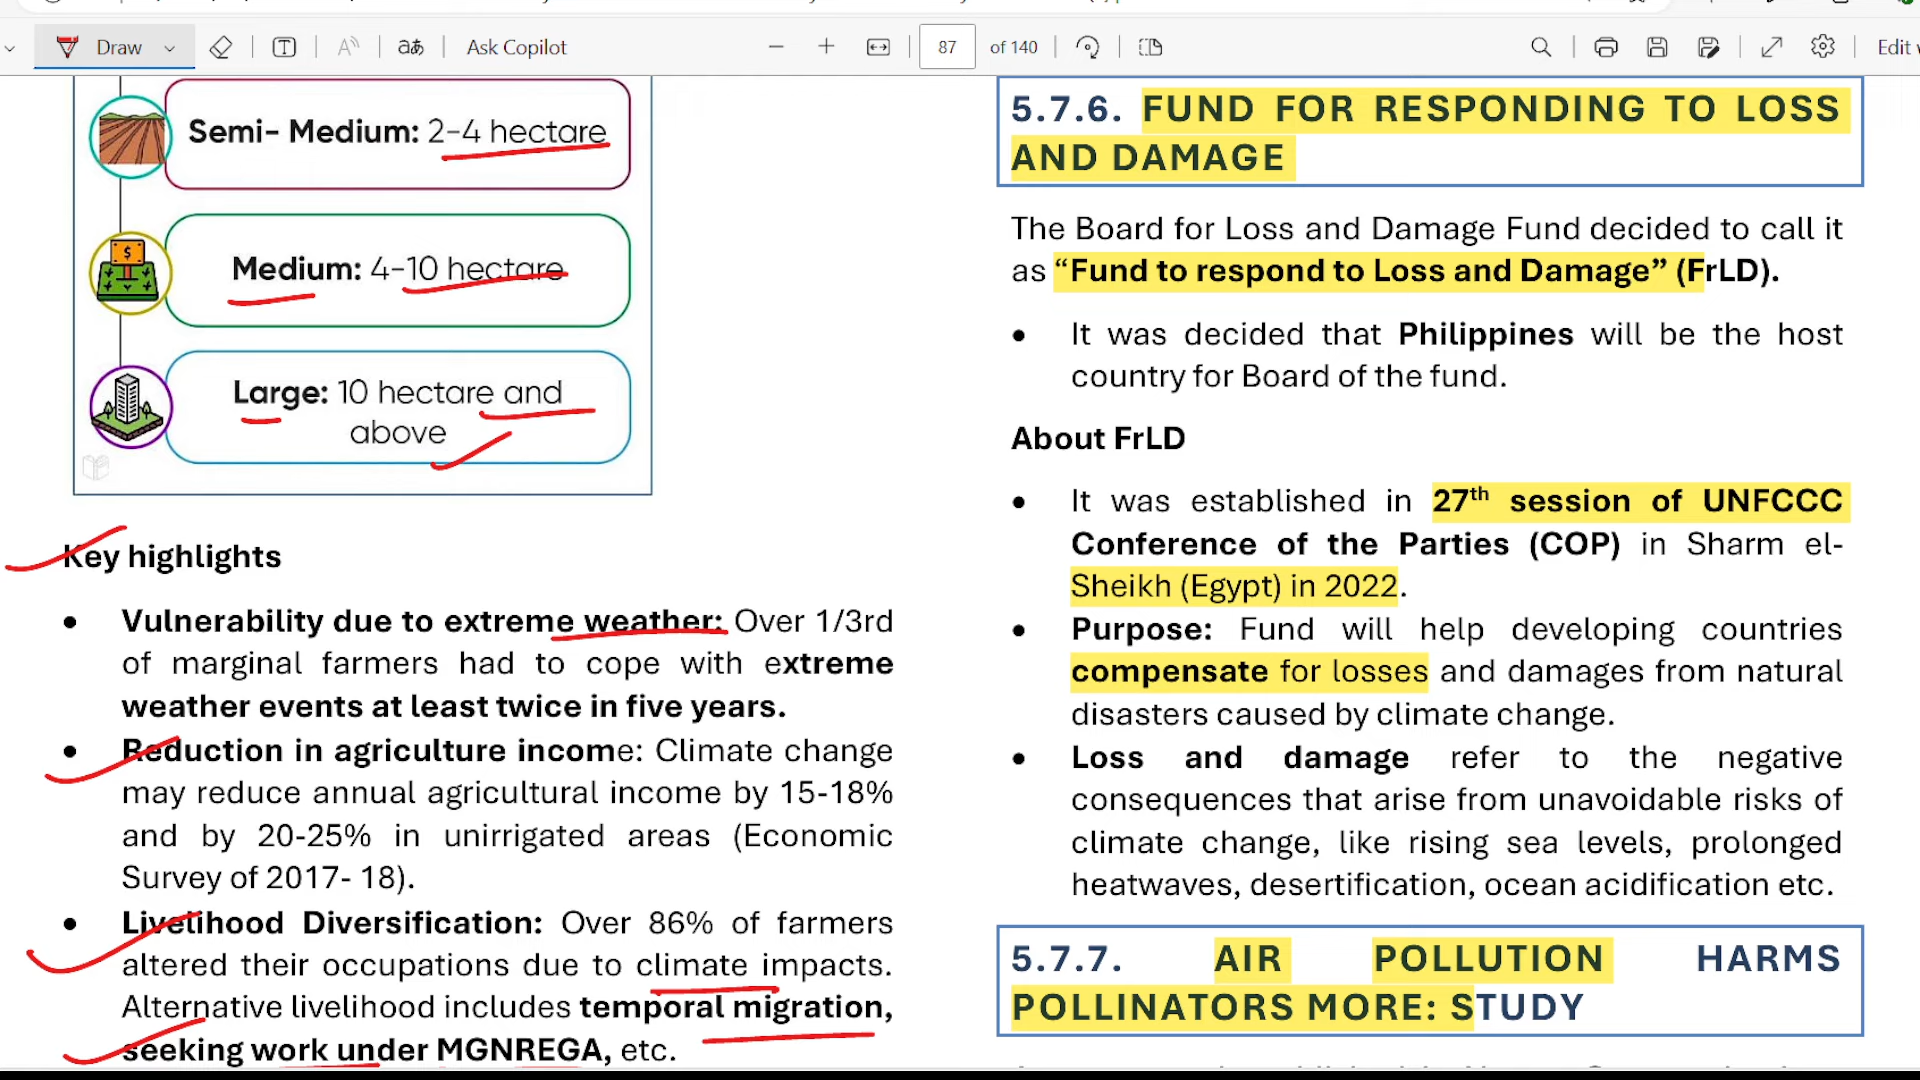 Draw
Ask Copilot
87 of 140
Edit
Semi- Medium: 2-4 hectare
Medium: 4-10 hectare
Large: 10 hectare and
above
Key highlights
• Vulnerability due to extreme weather: Over 1/3rd
of marginal farmers had to cope with extreme
weather events at least twice in five years.
• Reduction in agriculture income: Climate change
may reduce annual agricultural income by 15-18%
and by 20-25% in unirrigated areas (Economic
Survey of 2017- 18).
• Livelihood Diversification: Over 86% of farmers
altered their occupations due to climate impacts.
Alternative livelihood includes temporal migration,
seeking work under MGNREGA, etc.
5.7.6. FUND FOR RESPONDING TO LOSS
AND DAMAGE
The Board for Loss and Damage Fund decided to call it
as “Fund to respond to Loss and Damage” (FrLD).
• It was decided that Philippines will be the host
country for Board of the fund.
About FrLD
• It was established in 27th session of UNFCCC
Conference of the Parties (COP) in Sharm el-
Sheikh (Egypt) in 2022.
• Purpose: Fund will help developing countries
compensate for losses and damages from natural
disasters caused by climate change.
• Loss and damage refer to the negative
consequences that arise from unavoidable risks of
climate change, like rising sea levels, prolonged
heatwaves, desertification, ocean acidification etc.
5.7.7. AIR POLLUTION HARMS
POLLINATORS MORE: STUDY